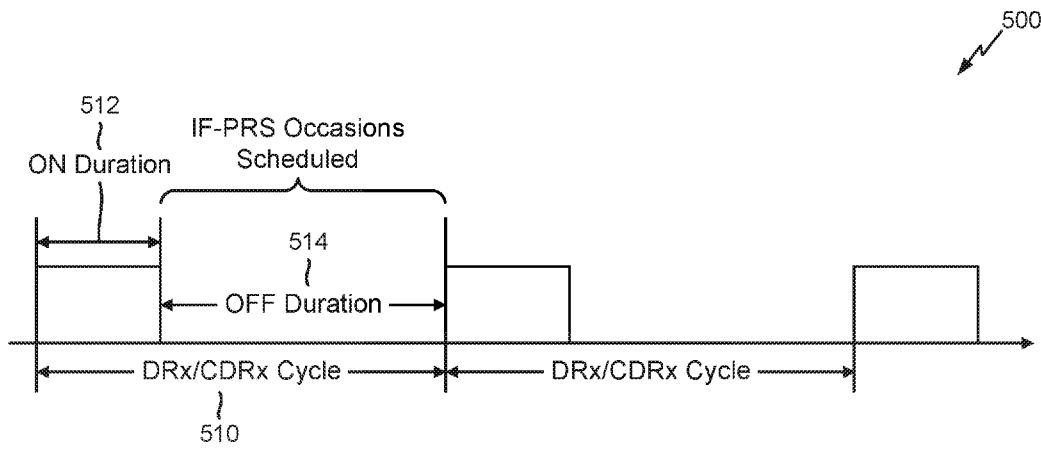 500
512
ON Duration
IF-PRS Occasions
Scheduled
514
OFF Duration
DRx/CDRx Cycle
DRx/CDRx Cycle
510